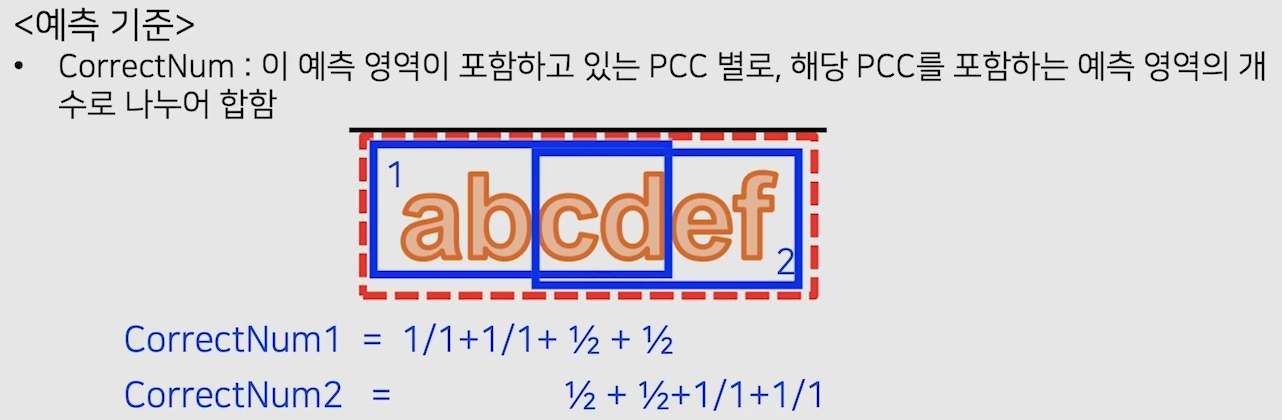 <예측 기준>
• CorrectNum : 이 예측 영역이 포함하고 있는 PCC 별로, 해당 PCC를 포함하는 예측 영역의 개
수로 나누어 합함
1
abcdef
2
CorrectNum1 = 1/1+1/1+ ½ + ½
CorrectNum2 = ½ + ½+1/1+1/1